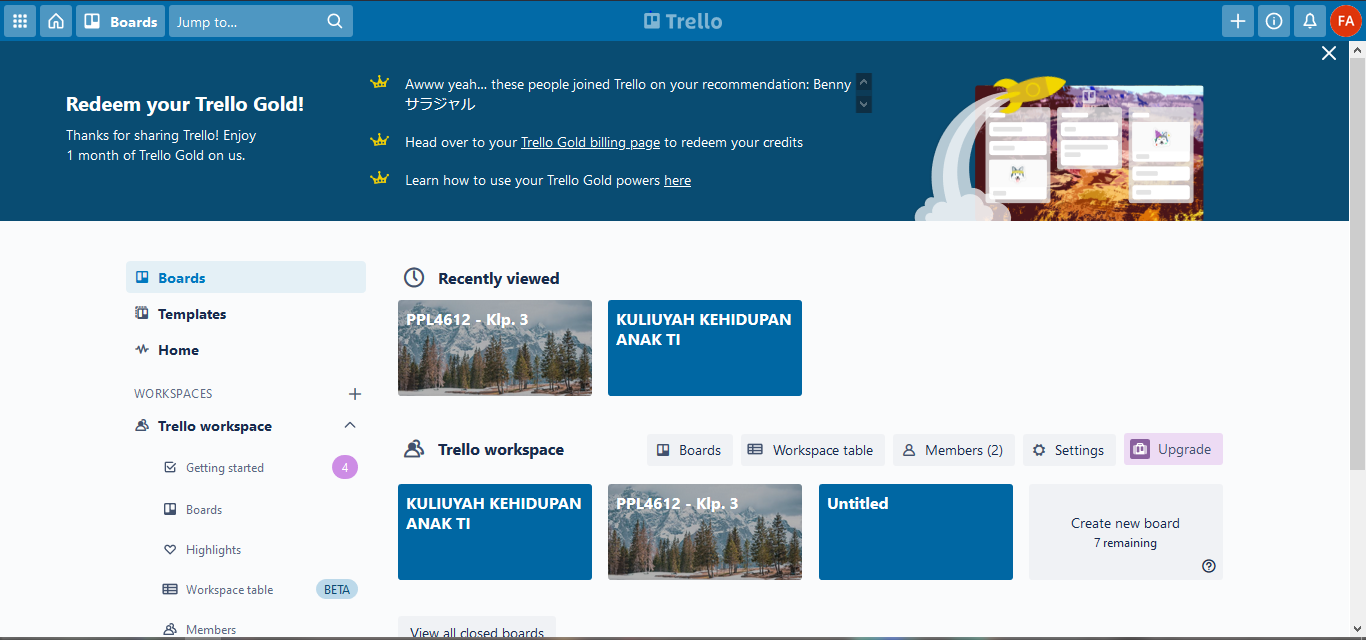 Boards
Jump to...
Trello
FA
Redeem your Trello Gold!
Thanks for sharing Trello! Enjoy
1 month of Trello Gold on us.
Awww yeah... these people joined Trello on your recommendation: Benny
サラジャル
Head over to your Trello Gold billing page to redeem your credits
Learn how to use your Trello Gold powers here
Boards
Templates
Home
WORKSPACES
Trello workspace
Getting started 4
Boards
Highlights
Workspace table BETA
Members
Recently viewed
PPL4612 - Klp. 3
KULIUYAH KEHIDUPAN
ANAK TI
Trello workspace
Boards
Workspace table
Members (2)
Settings
Upgrade
KULIUYAH KEHIDUPAN
ANAK TI
PPL4612 - Klp. 3
Untitled
Create new board
7 remaining
View all closed boards